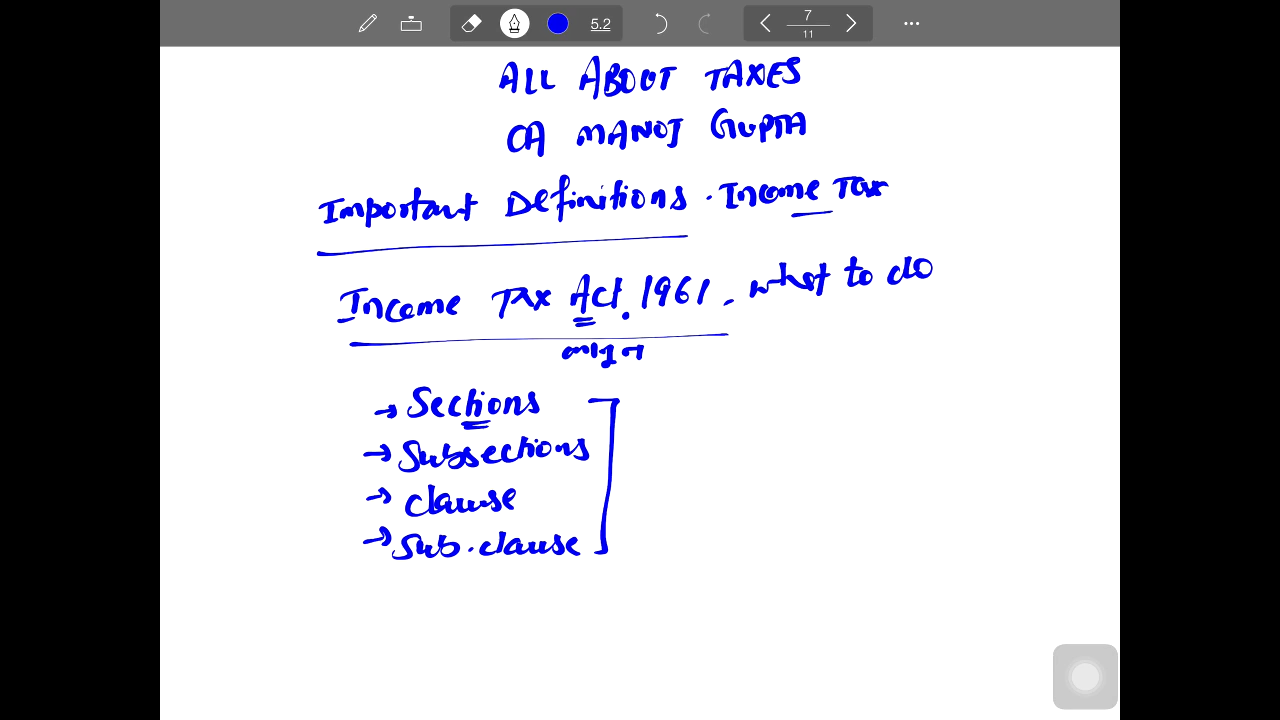 5.2
7
11
ALL ABOUT TAXES
CA MANOJ GUPTA
Important Definitions . Income Tax
Income Tax Act. 1961 - what to do
→ Sections
→ Subsections
→ Clause
→ Sub.clause